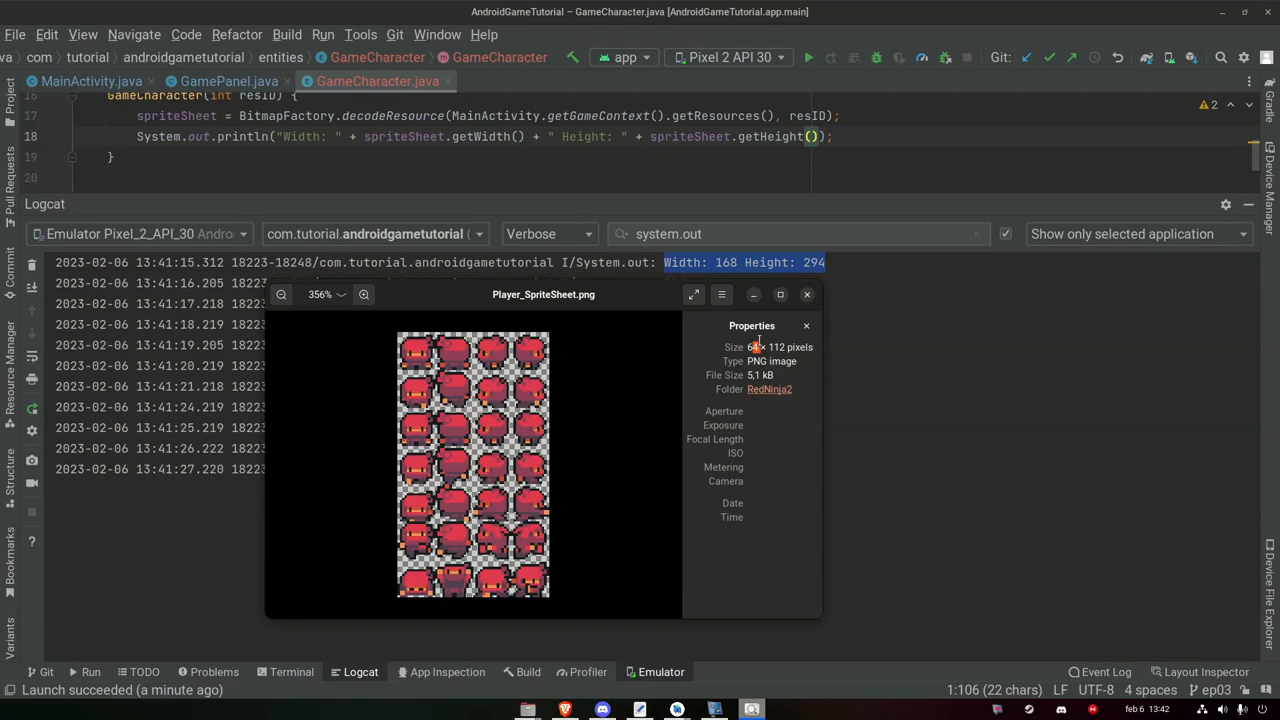 AndroidGameTutorial – GameCharacter.java [AndroidGameTutorial.app.main]
File Edit View Navigate Code Refactor Build Run Tools Git Window Help
va com tutorial androidgametutorial entities GameCharacter GameCharacter app Pixel 2 API 30 Git:
MainActivity.java GamePanel.java GameCharacter.java
16 GameCharacter(int resID) {
17 spriteSheet = BitmapFactory.decodeResource(MainActivity.getGameContext().getResources(), resID);
18 System.out.println("Width: " + spriteSheet.getWidth() + " Height: " + spriteSheet.getHeight());
19 }
20
2
Logcat
Emulator Pixel_2_API_30 Andro com.tutorial.androidgametutorial ( Verbose system.out Show only selected application
2023-02-06 13:41:15.312 18223-18248/com.tutorial.androidgametutorial I/System.out: Width: 168 Height: 294
2023-02-06 13:41:16.205 18223
2023-02-06 13:41:17.218 18223
2023-02-06 13:41:18.219 18223
2023-02-06 13:41:19.205 18223
2023-02-06 13:41:20.219 18223
2023-02-06 13:41:21.218 18223
2023-02-06 13:41:24.219 18223
2023-02-06 13:41:25.219 18223
2023-02-06 13:41:26.222 18223
2023-02-06 13:41:27.220 18223
356% Player_SpriteSheet.png
Properties
Size 64 × 112 pixels
Type PNG image
File Size 5,1 kB
Folder RedNinja2
Aperture
Exposure
Focal Length
ISO
Metering
Camera
Date
Time
Project
Pull Requests
Commit
Resource Manager
Structure
Bookmarks
Variants
Gradle
Device Manager
Device File Explorer
Git Run TODO Problems Terminal Logcat App Inspection Build Profiler Emulator Event Log Layout Inspector
Launch succeeded (a minute ago) 1:106 (22 chars) LF UTF-8 4 spaces ep03
feb 6 13:42